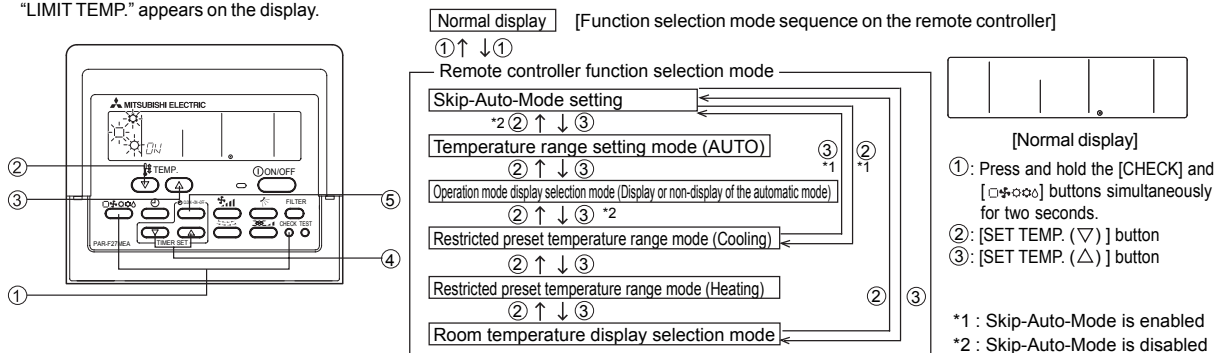 “LIMIT TEMP.” appears on the display.
MITSUBISHI ELECTRIC
ON
TEMP.
ON/OFF
FILTER
CHECK TEST
PAR-F27MEA
TIMER SET
②
③
①
⑤
④
Normal display [Function selection mode sequence on the remote controller]
①↑ ↓①
Remote controller function selection mode
Skip-Auto-Mode setting
*2 ② ↑ ↓ ③
Temperature range setting mode (AUTO)
② ↑ ↓ ③
Operation mode display selection mode (Display or non-display of the automatic mode)
② ↑ ↓ ③ *2
Restricted preset temperature range mode (Cooling)
② ↑ ↓ ③
Restricted preset temperature range mode (Heating)
② ↑ ↓ ③
Room temperature display selection mode
③ ②
*1 *1
② ③
[Normal display]
①: Press and hold the [CHECK] and
[ ] buttons simultaneously
for two seconds.
②: [SET TEMP. (▽) ] button
③: [SET TEMP. (△) ] button
*1 : Skip-Auto-Mode is enabled
*2 : Skip-Auto-Mode is disabled